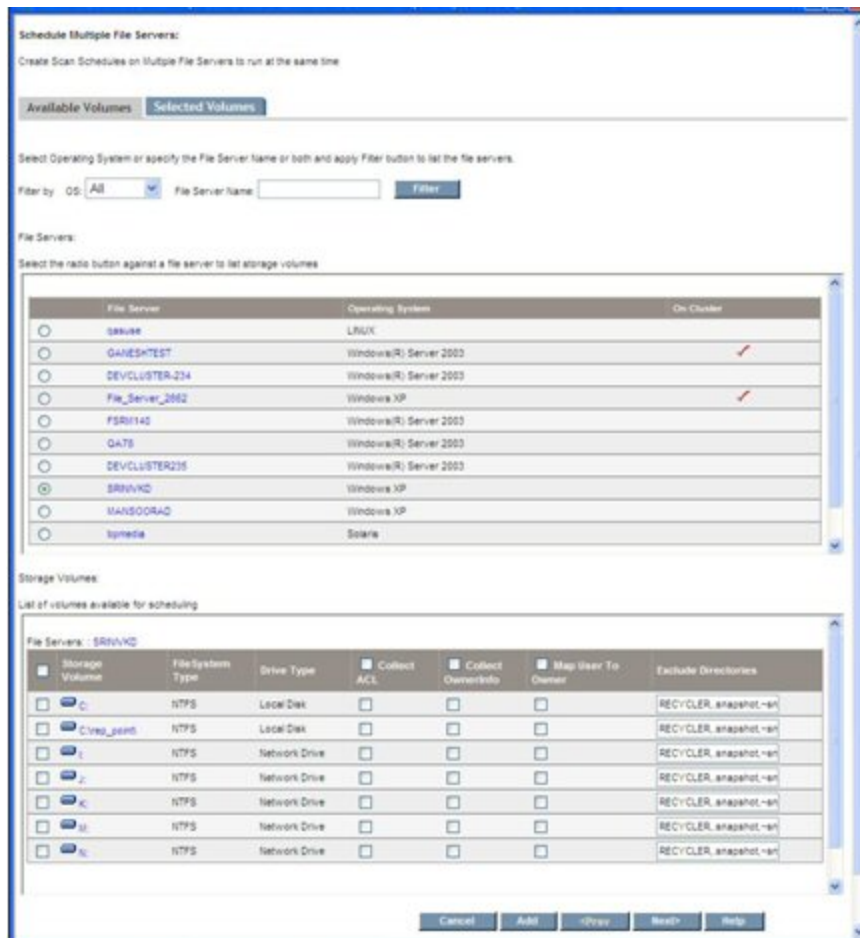 Schedule Multiple File Servers:
Create Scan Schedules on Multiple File Servers to run at the same time
Available Volumes Selected Volumes
Select Operating System or specify the File Server Name or both and apply Filter button to list the file servers.
Filter by OS: All File Server Name Filter
File Servers:
Select the radio button against a file server to list storage volumes
File Server Operating System On Cluster
qasuse LINUX
GANESHTEST Windows(R) Server 2003
DEVCLUSTER-234 Windows(R) Server 2003
File_Server_2662 Windows XP
FSRM140 Windows(R) Server 2003
QA78 Windows(R) Server 2003
DEVCLUSTER235 Windows(R) Server 2003
SRINIVKD Windows XP
MANSOORAD Windows XP
bpmedia Solaris
Storage Volumes:
List of volumes available for scheduling
File Servers: : SRINIVKD
Storage Volume FileSystem Type Drive Type Collect ACL Collect OwnerInfo Map User To Owner Exclude Directories
C: NTFS Local Disk RECYCLER,.snapshot,~sn
C:\rep_point\ NTFS Local Disk RECYCLER,.snapshot,~sn
I: NTFS Network Drive RECYCLER,.snapshot,~sn
J: NTFS Network Drive RECYCLER,.snapshot,~sn
K: NTFS Network Drive RECYCLER,.snapshot,~sn
M: NTFS Network Drive RECYCLER,.snapshot,~sn
N: NTFS Network Drive RECYCLER,.snapshot,~sn
Cancel Add <Prev Next> Help